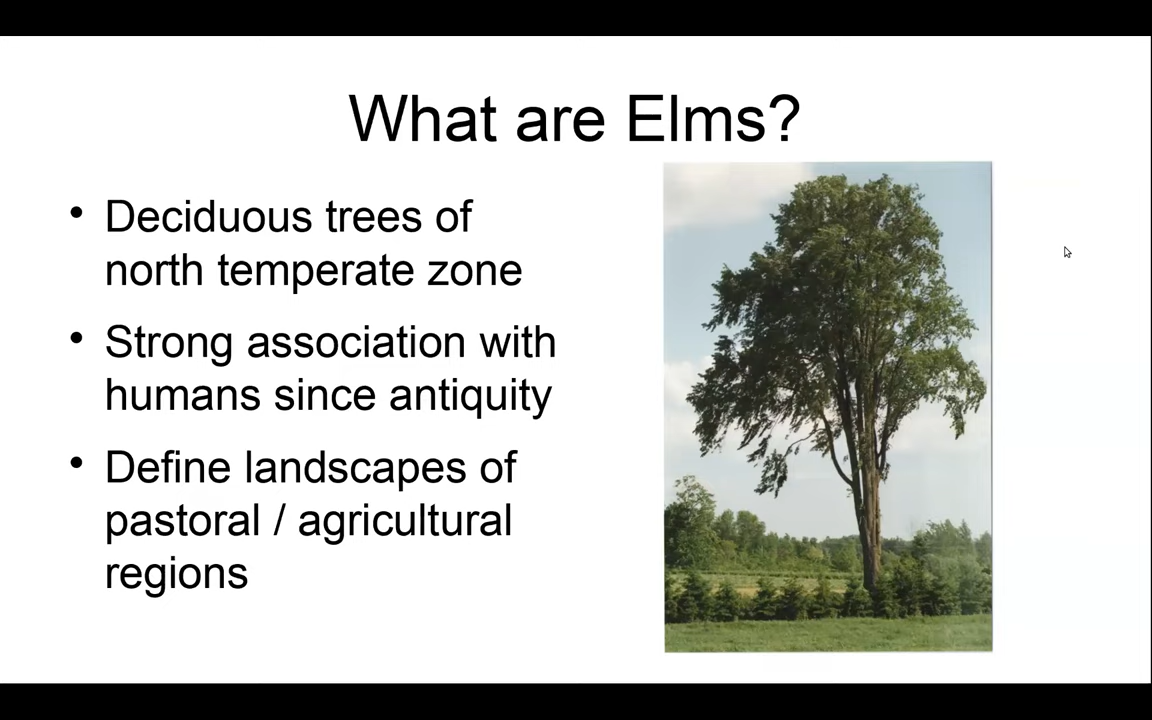 What are Elms?
• Deciduous trees of
north temperate zone
• Strong association with
humans since antiquity
• Define landscapes of
pastoral / agricultural
regions